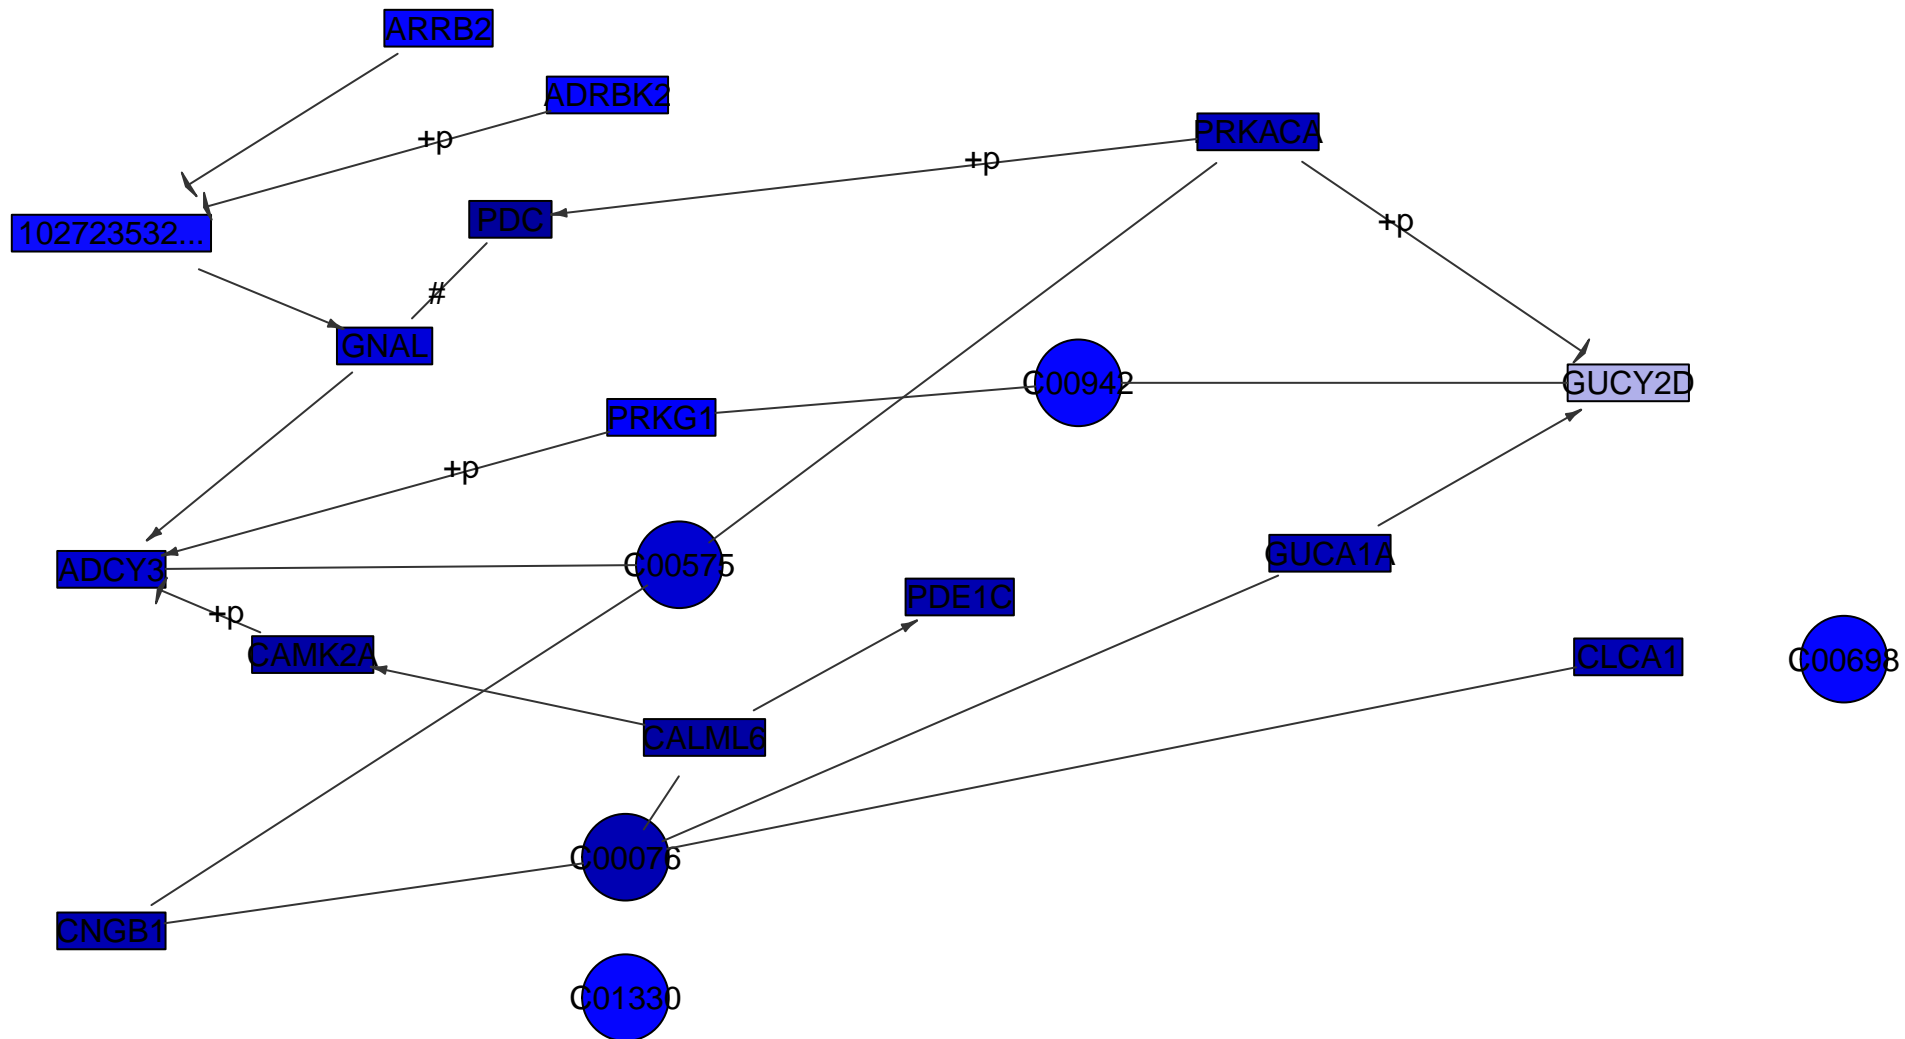 ARRB2
ADRBK2
+p
PRKACA
+p
PDC
102723532...
+p
#
GNAL
C00942
GUCY2D
PRKG1
+p
ADCY3
C00575
GUCA1A
PDE1C
+p
CAMK2A
CLCA1
C00698
CALML6
C00076
CNGB1
C01330